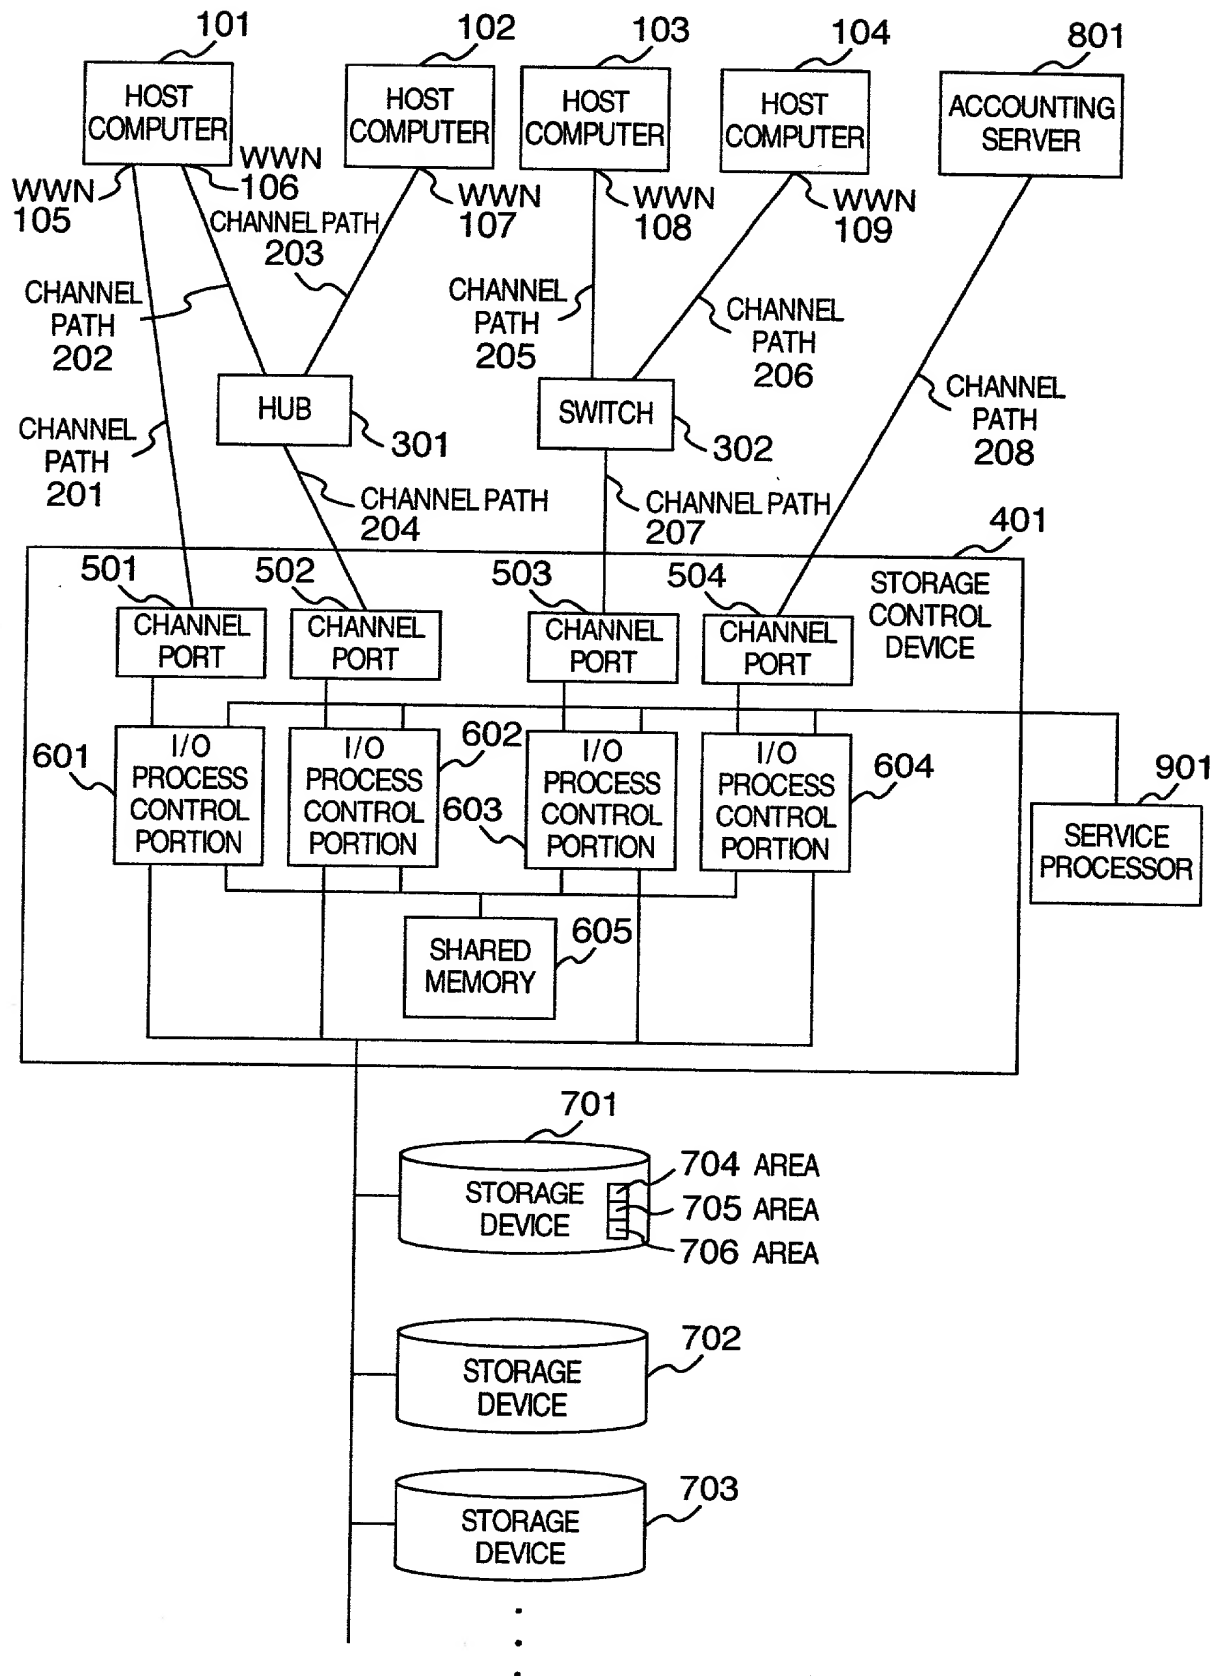 101
102
103
104
801
HOST
COMPUTER
HOST
COMPUTER
HOST
COMPUTER
HOST
COMPUTER
ACCOUNTING
SERVER
WWN
105
WWN
106
WWN
107
WWN
108
WWN
109
CHANNEL PATH
203
CHANNEL
PATH
202
CHANNEL
PATH
205
CHANNEL
PATH
206
CHANNEL
PATH
208
HUB
301
SWITCH
302
CHANNEL
PATH
201
CHANNEL PATH
204
CHANNEL PATH
207
401
STORAGE
CONTROL
DEVICE
501
502
503
504
CHANNEL
PORT
CHANNEL
PORT
CHANNEL
PORT
CHANNEL
PORT
601
I/O
PROCESS
CONTROL
PORTION
602
I/O
PROCESS
CONTROL
PORTION
603
I/O
PROCESS
CONTROL
PORTION
604
I/O
PROCESS
CONTROL
PORTION
901
SERVICE
PROCESSOR
SHARED
MEMORY
605
701
STORAGE
DEVICE
704 AREA
705 AREA
706 AREA
702
STORAGE
DEVICE
703
STORAGE
DEVICE